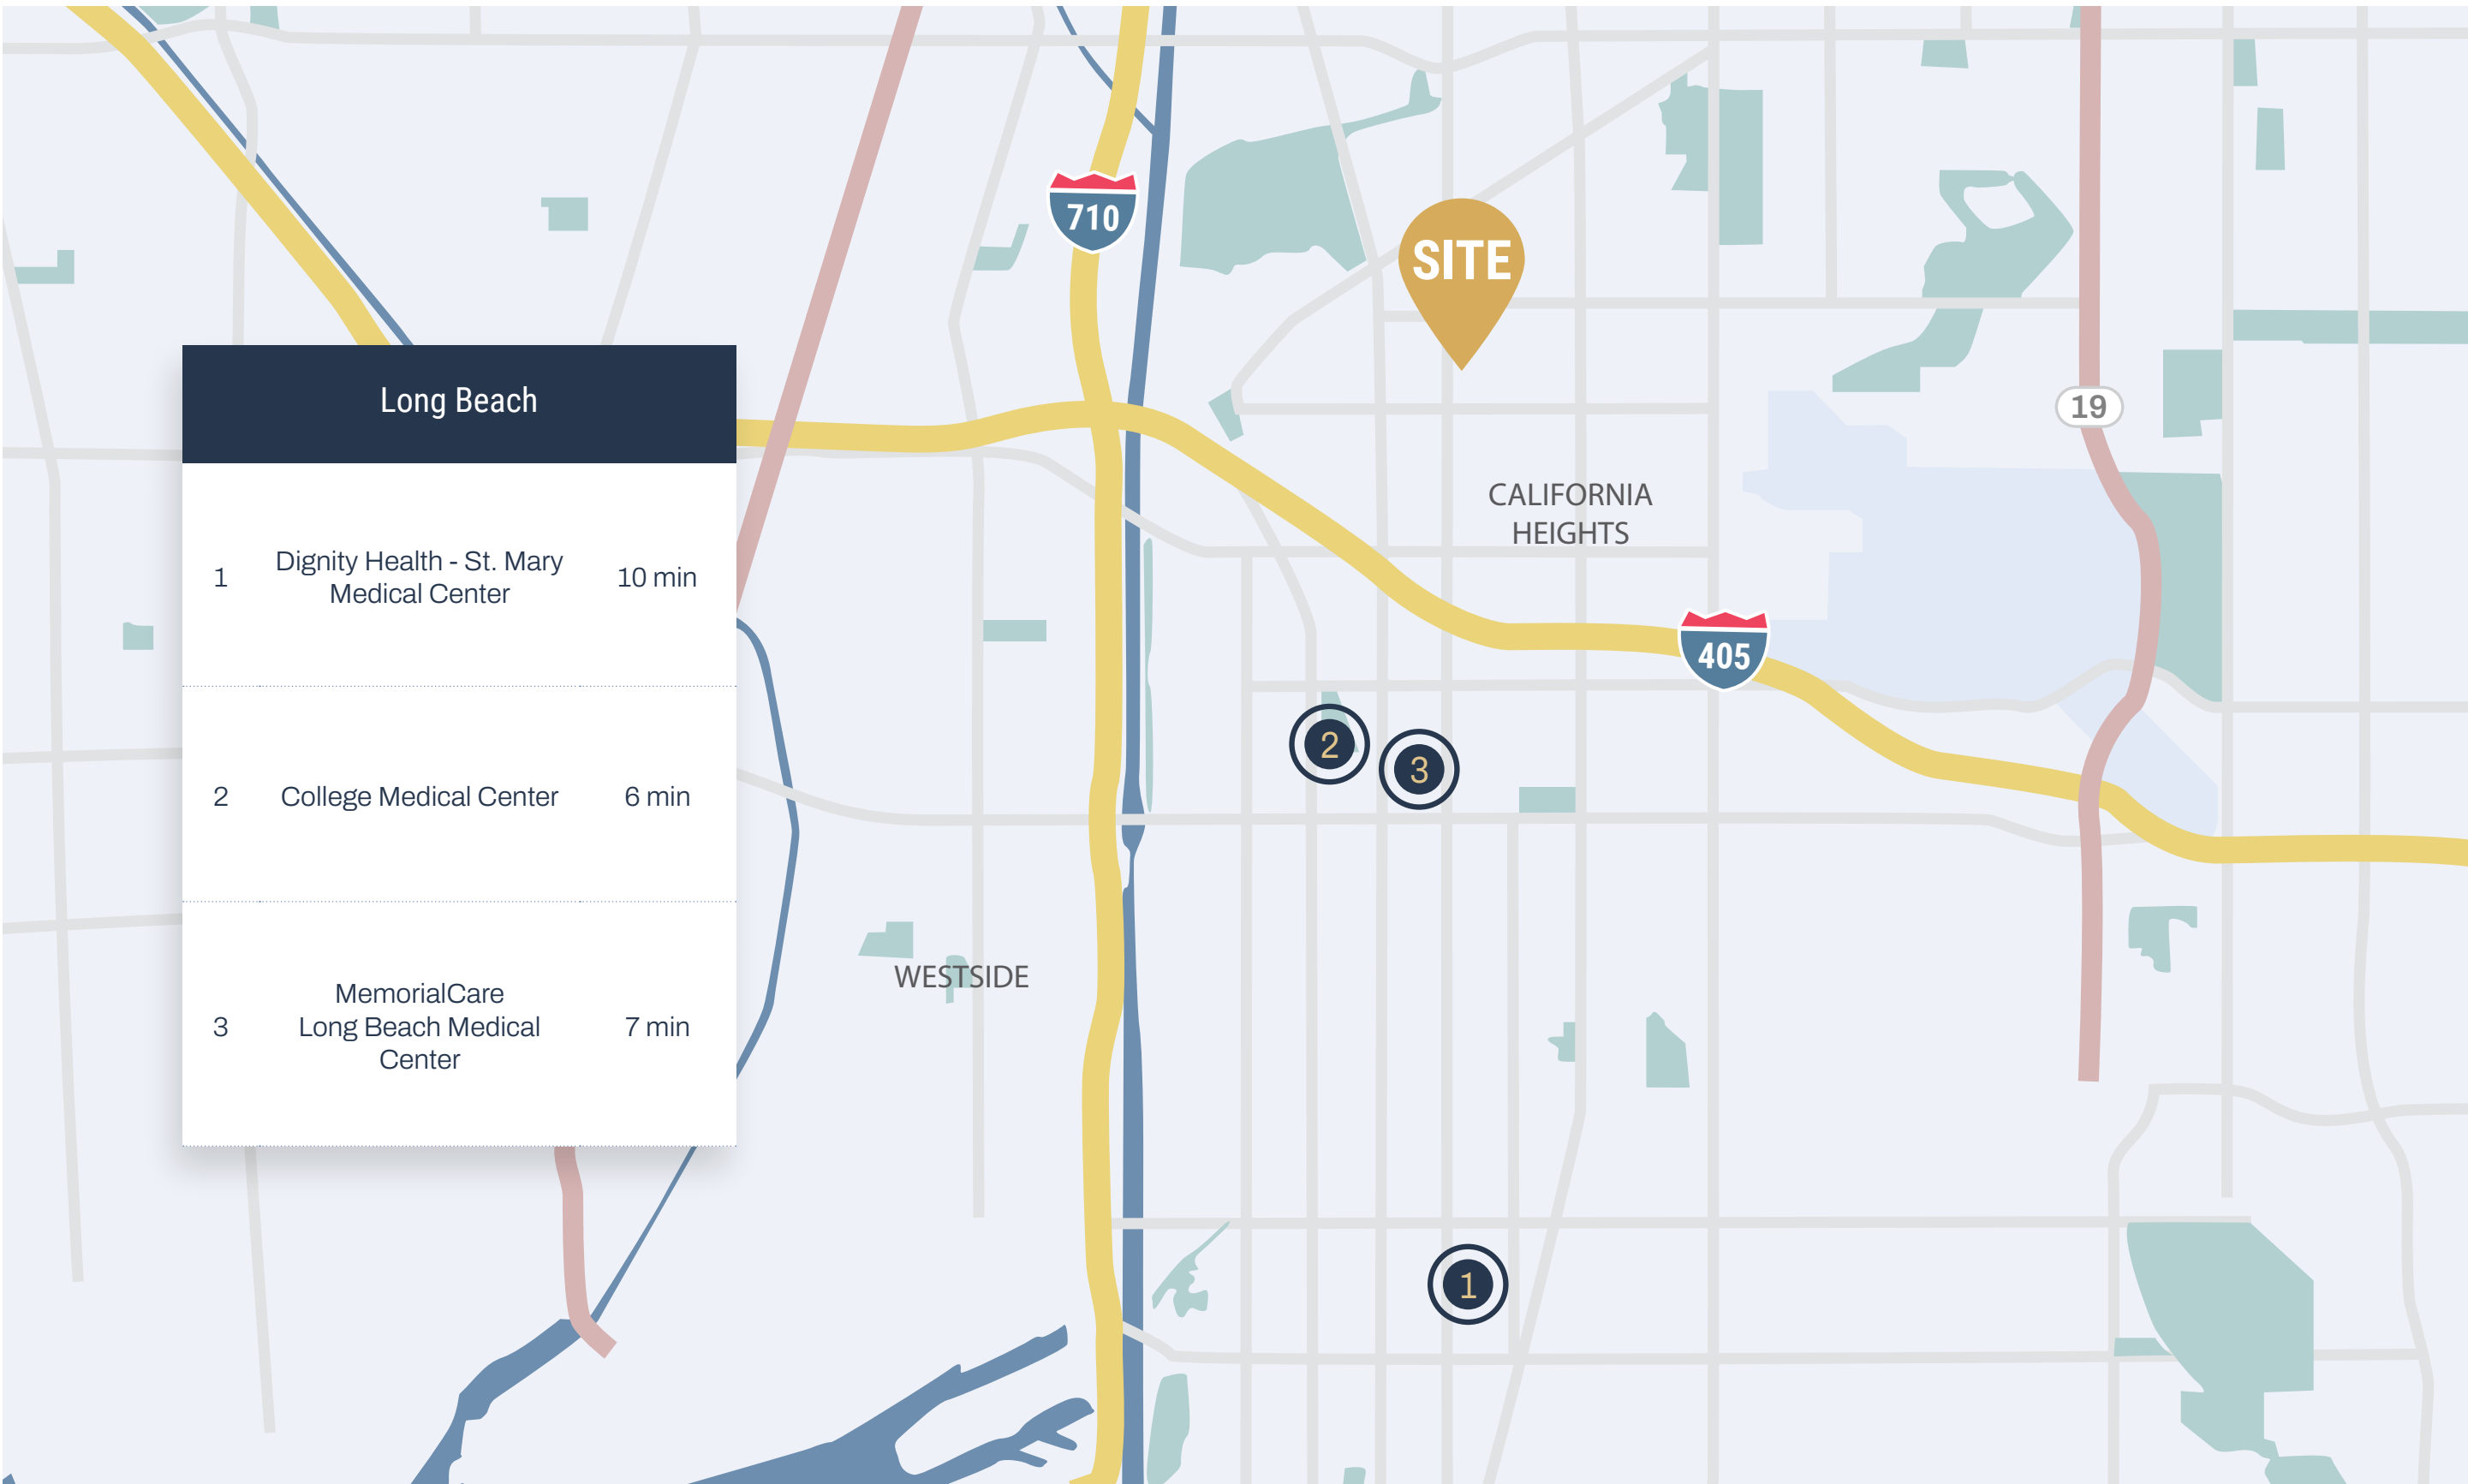 710
SITE
Long Beach
19
CALIFORNIA
HEIGHTS
1
Dignity Health - St. Mary
Medical Center
10 min
405
2
3
2
College Medical Center
6 min
WESTSIDE
3
MemorialCare
Long Beach Medical
Center
7 min
1